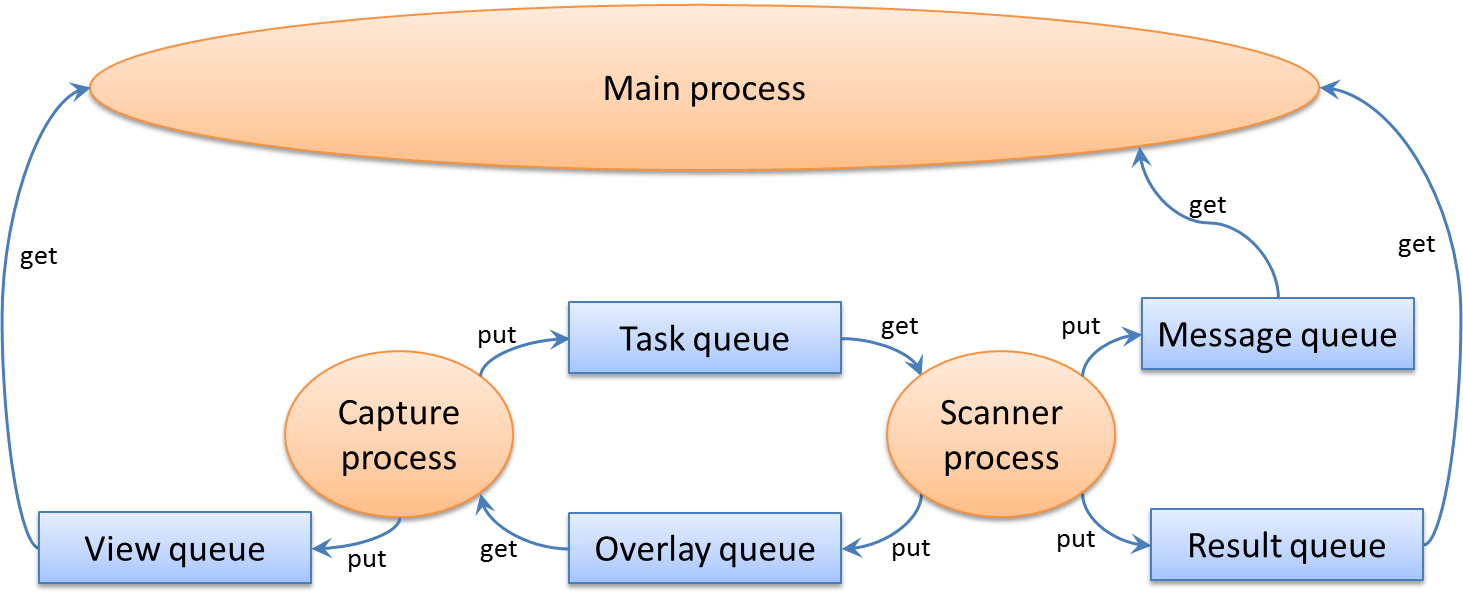 Main process
get
get
get
put
Task queue
get
put
Message queue
Capture
process
Scanner
process
View queue
put
get
Overlay queue
put
put
Result queue